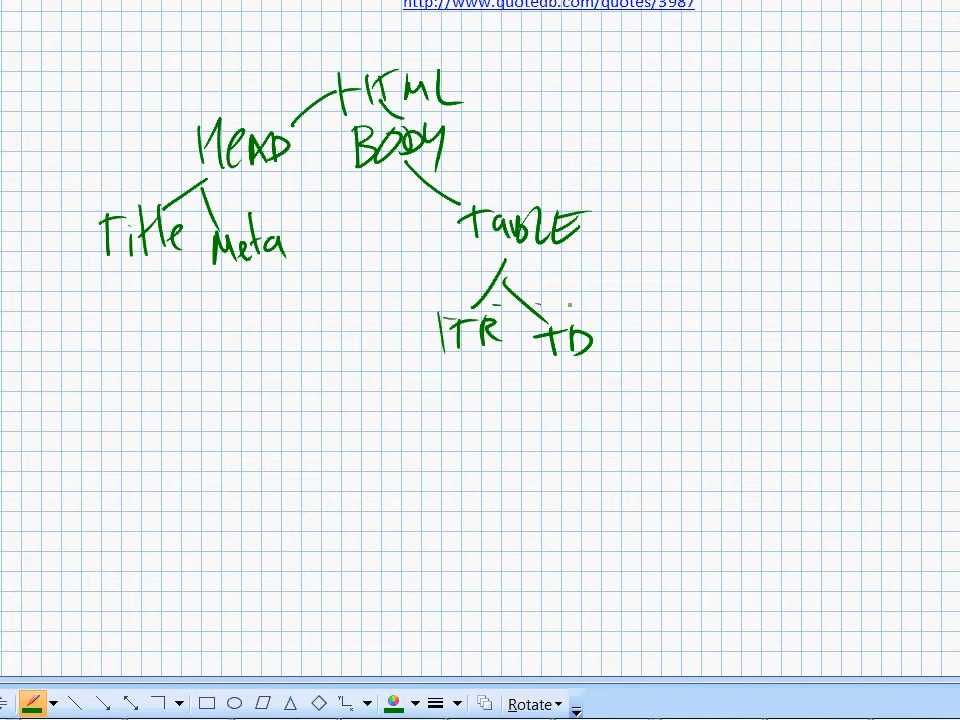 http://www.quotedb.com/quotes/3987
HTML
HeAD BODY
Title Meta TaBLE
TR TD
Rotate